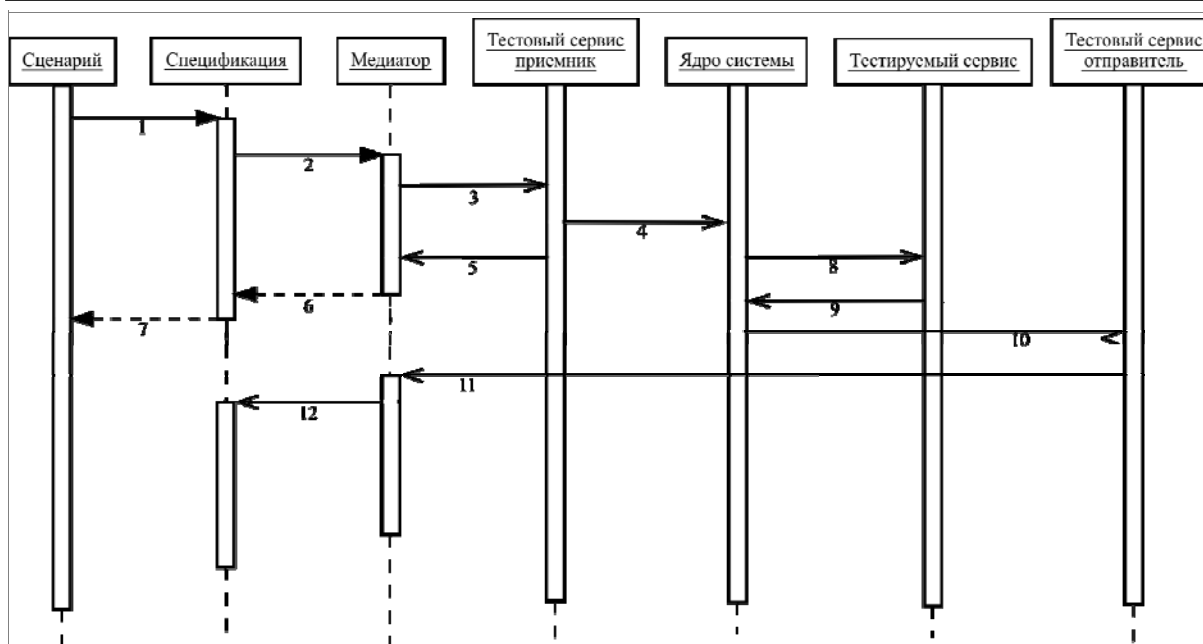 Сценарий
Спецификация
Медиатор
Тестовый сервис
приемник
Ядро системы
Тестируемый сервис
Тестовый сервис
отправитель
1
2
3
4
5
8
6
9
7
10
11
12